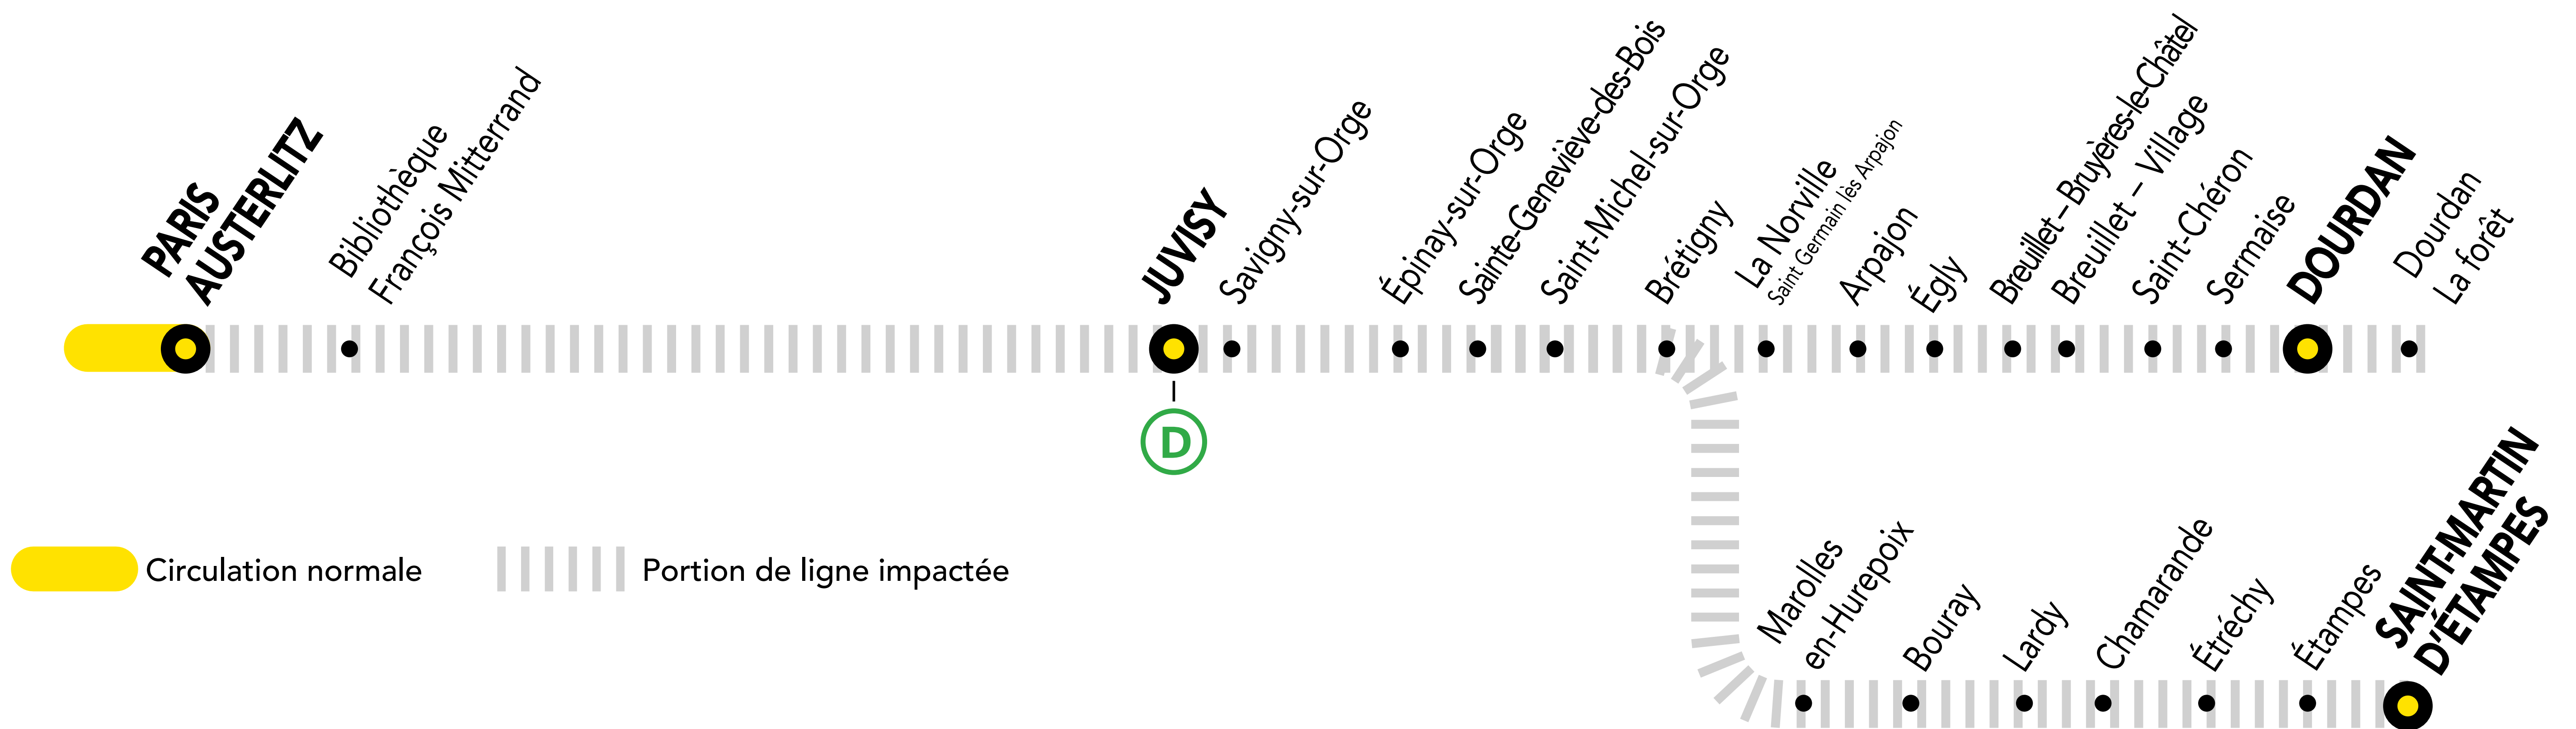 PARIS
AUSTERLITZ
Bibliothèque
François Mitterrand
JUVISY
Savigny-sur-Orge
Épinay-sur-Orge
Sainte-Geneviève-des-Bois
Saint-Michel-sur-Orge
Brétigny
La Norville
Saint Germain lès Arpajon
Arpajon
Égly
Breuillet – Bruyères-le-Châtel
Breuillet – Village
Saint-Chéron
Sermaise
DOURDAN
Dourdan
La forêt
D
Circulation normale
Portion de ligne impactée
Marolles
en-Hurepoix
Bouray
Lardy
Chamarande
Étréchy
Étampes
SAINT-MARTIN
D'ÉTAMPES